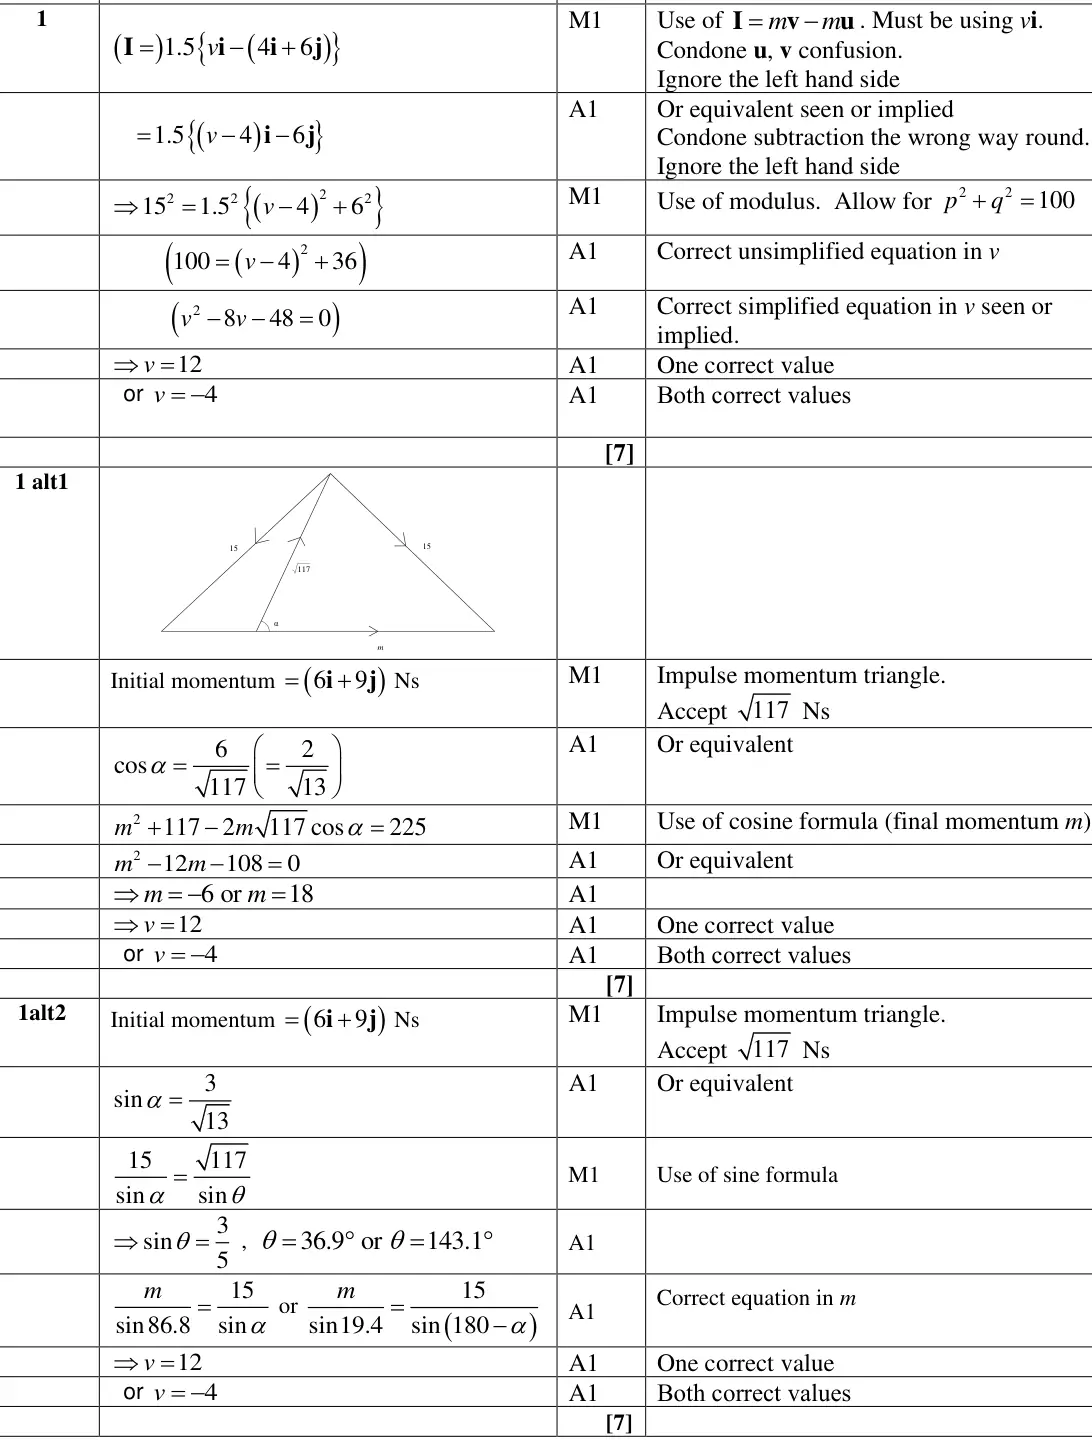 1
(I =)1.5{vi − (4i + 6j)}
M1
Use of I = mv − mu . Must be using vi.
Condone u, v confusion.
Ignore the left hand side
= 1.5{(v − 4)i − 6j}
A1
Or equivalent seen or implied
Condone subtraction the wrong way round.
Ignore the left hand side
⇒ 15² = 1.5²{(v − 4)² + 6²}
M1
Use of modulus. Allow for p² + q² = 100
(100 = (v − 4)² + 36)
A1
Correct unsimplified equation in v
(v² − 8v − 48 = 0)
A1
Correct simplified equation in v seen or
implied.
⇒ v = 12
A1
One correct value
or v = −4
A1
Both correct values
[7]
1 alt1
15
15
√117
α
m
Initial momentum = (6i + 9j) Ns
M1
Impulse momentum triangle.
Accept √117 Ns
cos α = 6/√117 (= 2/√13)
A1
Or equivalent
m² + 117 − 2m√117 cos α = 225
M1
Use of cosine formula (final momentum m)
m² − 12m − 108 = 0
A1
Or equivalent
⇒ m = −6 or m = 18
A1
⇒ v = 12
A1
One correct value
or v = −4
A1
Both correct values
[7]
1alt2
Initial momentum = (6i + 9j) Ns
M1
Impulse momentum triangle.
Accept √117 Ns
sin α = 3/√13
A1
Or equivalent
15/sin α = √117/sin θ
M1
Use of sine formula
⇒ sin θ = 3/5 , θ = 36.9° or θ = 143.1°
A1
m/sin 86.8 = 15/sin α or m/sin 19.4 = 15/sin(180 − α)
A1
Correct equation in m
⇒ v = 12
A1
One correct value
or v = −4
A1
Both correct values
[7]